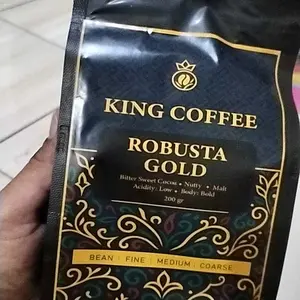 KING COFFEE
ROBUSTA
GOLD
Bitter Sweet Cocoa • Nutty • Malt
Acidity: Low • Body: Bold
200 gr
BEAN : FINE : MEDIUM : COARSE